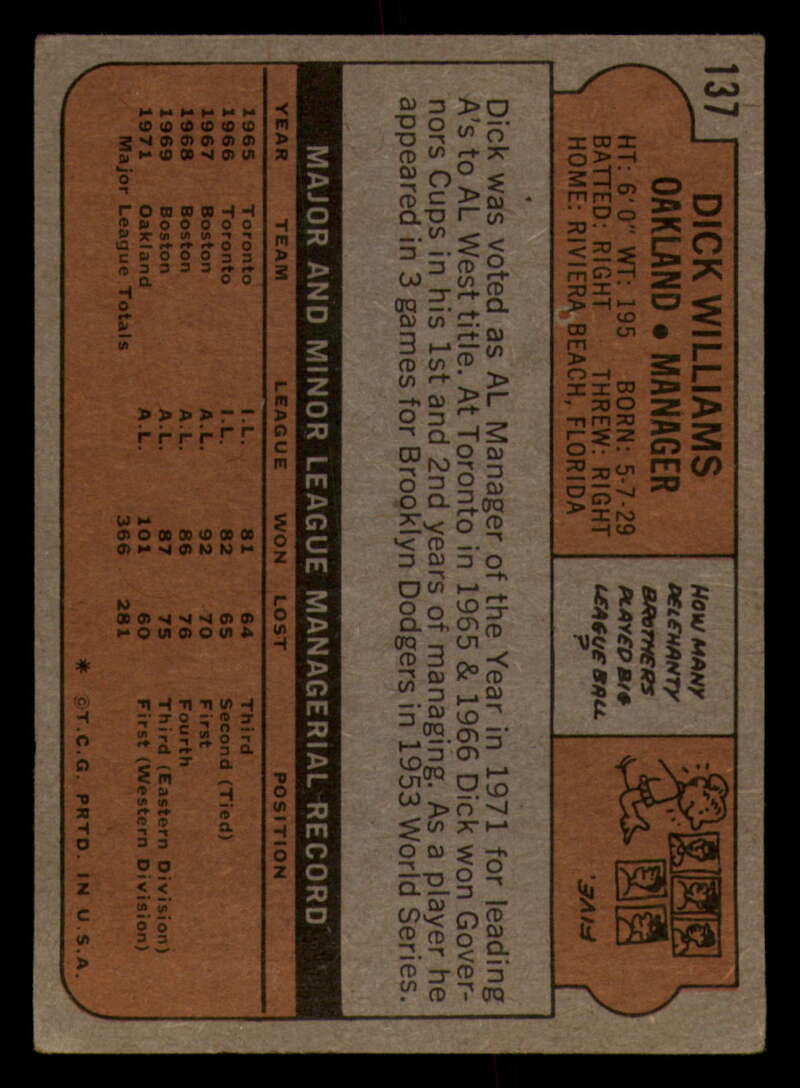 137
DICK WILLIAMS
OAKLAND • MANAGER
HT: 6'0" WT: 195 BORN: 5-7-29
BATTED: RIGHT THREW: RIGHT
HOME: RIVIERA BEACH, FLORIDA
HOW MANY
DELEHANTY
BROTHERS
PLAYED BIG
LEAGUE BALL
?
FIVE.
Dick was voted as AL Manager of the Year in 1971 for leading
A's to AL West title. At Toronto in 1965 & 1966 Dick won Gover-
nors Cups in his 1st and 2nd years of managing. As a player he
appeared in 3 games for Brooklyn Dodgers in 1953 World Series.
MAJOR AND MINOR LEAGUE MANAGERIAL RECORD
YEAR TEAM LEAGUE WON LOST POSITION
1965 Toronto I.L. 81 64 Third
1966 Toronto I.L. 82 65 Second (Tied)
1967 Boston A.L. 92 70 First
1968 Boston A.L. 86 76 Fourth
1969 Boston A.L. 87 75 Third (Eastern Division)
1971 Oakland A.L. 101 60 First (Western Division)
Major League Totals 366 281
* ©T.C.G. PRTD. IN U.S.A.